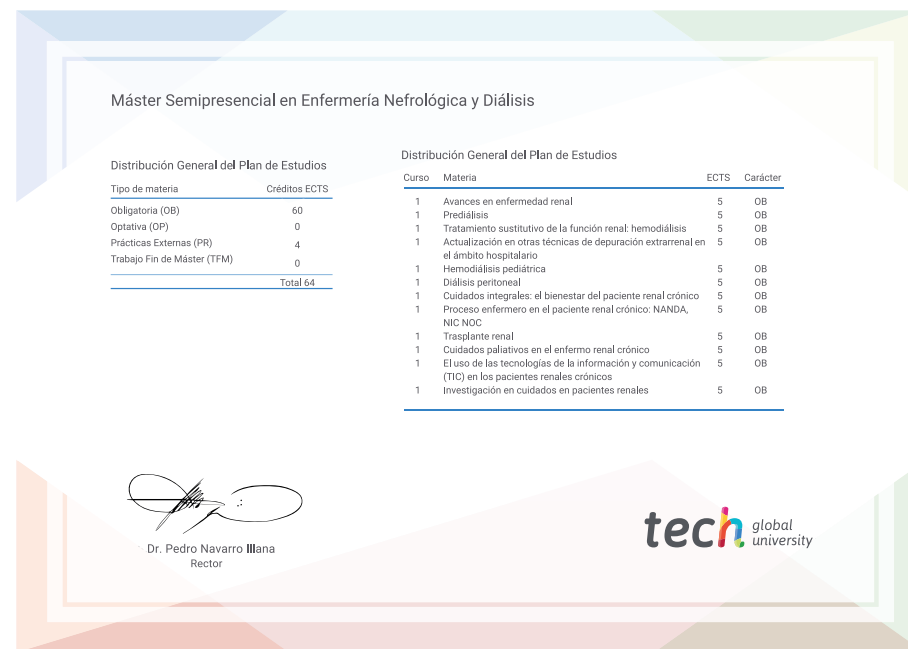 Máster Semipresencial en Enfermería Nefrológica y Diálisis
Distribución General del Plan de Estudios
Tipo de materia Créditos ECTS
Obligatoria (OB) 60
Optativa (OP) 0
Prácticas Externas (PR) 4
Trabajo Fin de Máster (TFM) 0
Total 64
Distribución General del Plan de Estudios
Curso Materia ECTS Carácter
1 Avances en enfermedad renal 5 OB
1 Prediálisis 5 OB
1 Tratamiento sustitutivo de la función renal: hemodiálisis 5 OB
1 Actualización en otras técnicas de depuración extrarrenal en 5 OB
el ámbito hospitalario
1 Hemodiálisis pediátrica 5 OB
1 Diálisis peritoneal 5 OB
1 Cuidados integrales: el bienestar del paciente renal crónico 5 OB
1 Proceso enfermero en el paciente renal crónico: NANDA, 5 OB
NIC NOC
1 Trasplante renal 5 OB
1 Cuidados paliativos en el enfermo renal crónico 5 OB
1 El uso de las tecnologías de la información y comunicación 5 OB
(TIC) en los pacientes renales crónicos
1 Investigación en cuidados en pacientes renales 5 OB
Dr. Pedro Navarro Illana
Rector
tech global
university